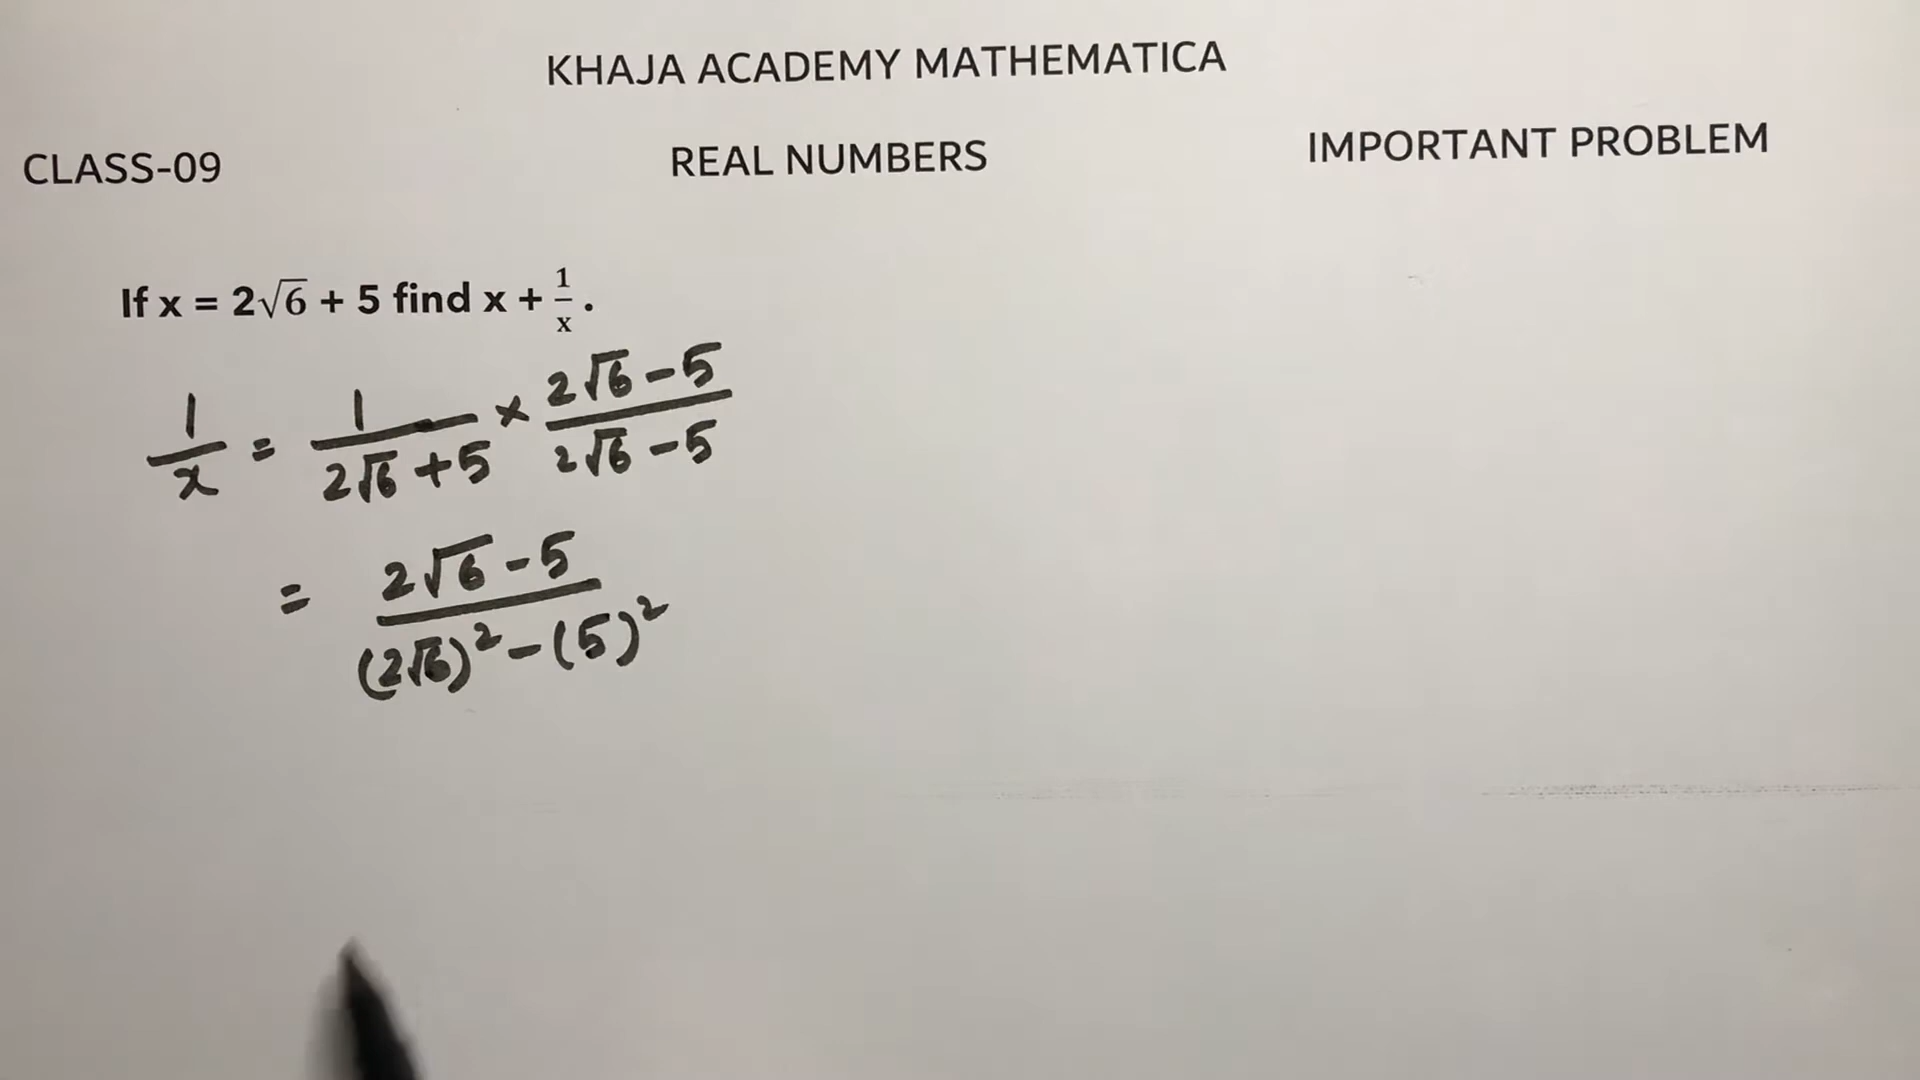 KHAJA ACADEMY MATHEMATICA
CLASS-09 REAL NUMBERS IMPORTANT PROBLEM
If x = 2√6 + 5 find x + 1/x .
1/x = 1/(2√6 + 5) × (2√6 - 5)/(2√6 - 5)
= (2√6 - 5)/((2√6)² - (5)²)